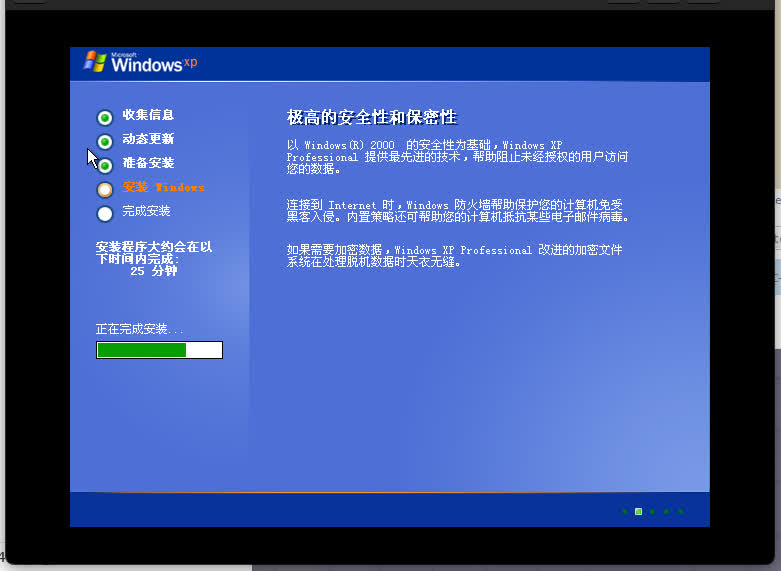 Microsoft
Windows xp
收集信息
动态更新
准备安装
安装 Windows
完成安装
安装程序大约会在以
下时间内完成:
25 分钟
正在完成安装...
极高的安全性和保密性
以 Windows(R) 2000 的安全性为基础，Windows XP
Professional 提供最先进的技术，帮助阻止未经授权的用户访问
您的数据。
连接到 Internet 时，Windows 防火墙帮助保护您的计算机免受
黑客入侵。内置策略还可帮助您的计算机抵抗某些电子邮件病毒。
如果需要加密数据，Windows XP Professional 改进的加密文件
系统在处理脱机数据时天衣无缝。